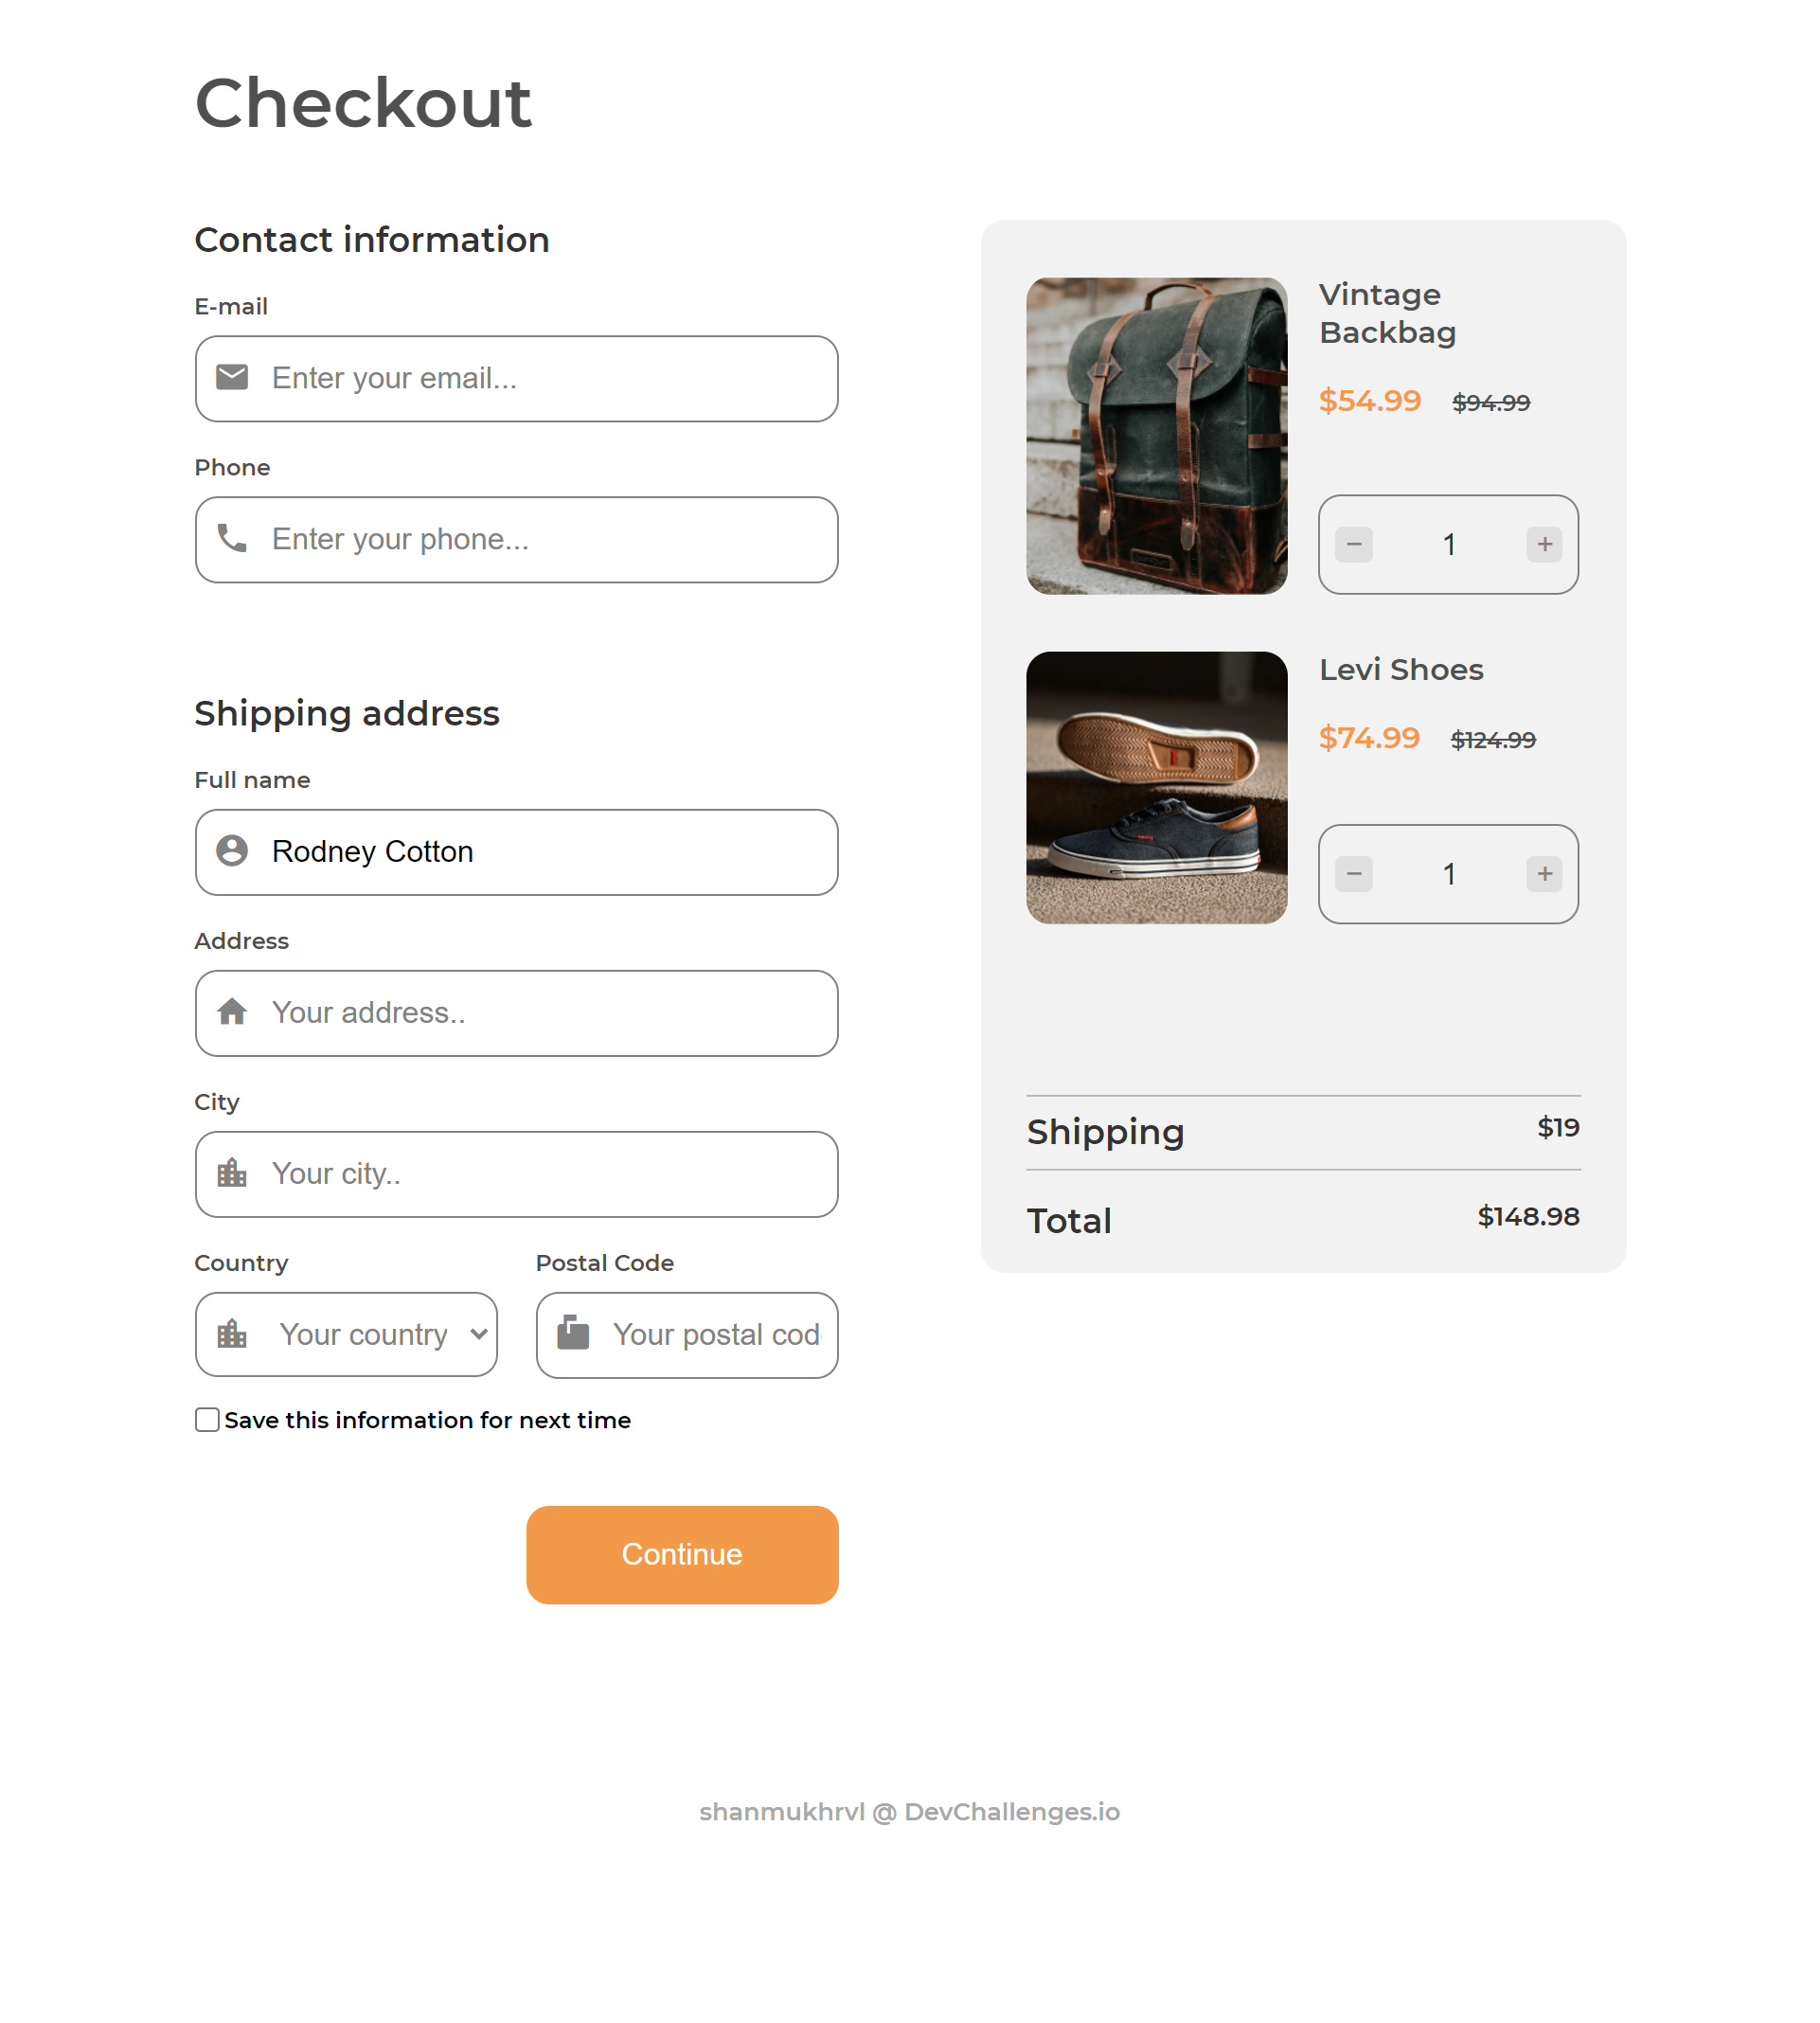 Checkout
Contact information
E-mail
Enter your email...
Phone
Enter your phone...
Shipping address
Full name
Rodney Cotton
Address
Your address..
City
Your city..
Country
Your country
Postal Code
Your postal cod
Save this information for next time
Continue
Vintage
Backbag
$54.99 $94.99
− 1 +
Levi Shoes
$74.99 $124.99
− 1 +
Shipping $19
Total $148.98
shanmukhrvl @ DevChallenges.io